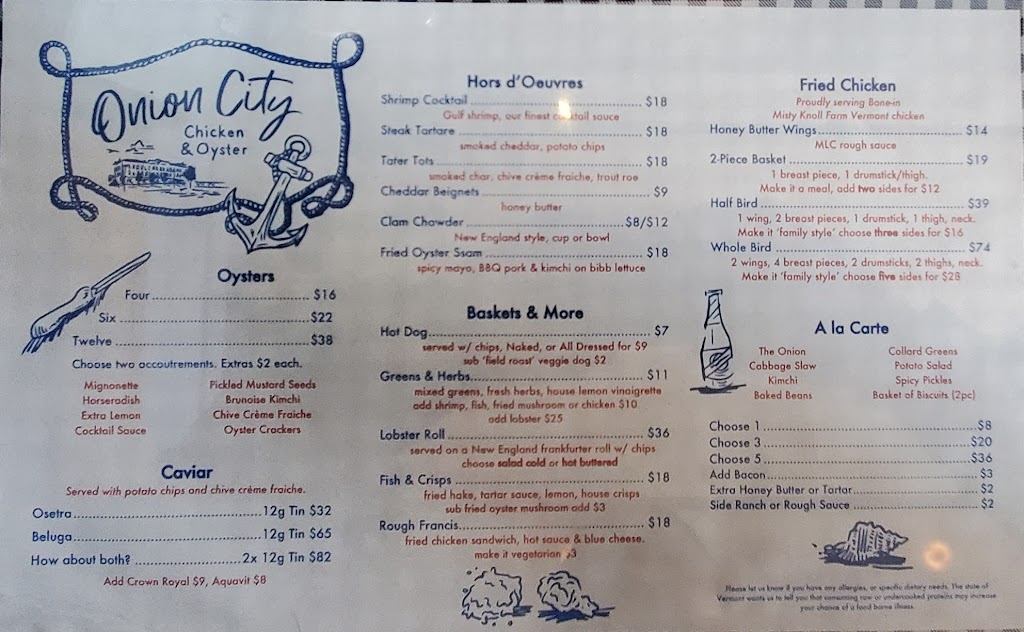 Onion City
Chicken
& Oyster
Oysters
Four $16
Six $22
Twelve $38
Choose two accoutrements. Extras $2 each.
Mignonette
Horseradish
Extra Lemon
Cocktail Sauce
Pickled Mustard Seeds
Brunoise Kimchi
Chive Crème Fraiche
Oyster Crackers
Caviar
Served with potato chips and chive crème fraiche.
Osetra 12g Tin $32
Beluga 12g Tin $65
How about both? 2x 12g Tin $82
Add Crown Royal $9, Aquavit $8
Hors d'Oeuvres
Shrimp Cocktail $18
Gulf shrimp, our finest cocktail sauce
Steak Tartare $18
smoked cheddar, potato chips
Tater Tots $18
smoked char, chive crème fraiche, trout roe
Cheddar Beignets $9
honey butter
Clam Chowder $8/$12
New England style, cup or bowl
Fried Oyster Ssam $18
spicy mayo, BBQ pork & kimchi on bibb lettuce
Baskets & More
Hot Dog $7
served w/ chips, Naked, or All Dressed for $9
sub 'field roast' veggie dog $2
Greens & Herbs $11
mixed greens, fresh herbs, house lemon vinaigrette
add shrimp, fish, fried mushroom or chicken $10
add lobster $25
Lobster Roll $36
served on a New England frankfurter roll w/ chips
choose salad cold or hot buttered
Fish & Crisps $18
fried hake, tartar sauce, lemon, house crisps
sub fried oyster mushroom add $3
Rough Francis $18
fried chicken sandwich, hot sauce & blue cheese.
make it vegetarian $3
Fried Chicken
Proudly serving Bone-in
Misty Knoll Farm Vermont chicken
Honey Butter Wings $14
MLC rough sauce
2-Piece Basket $19
1 breast piece, 1 drumstick/thigh.
Make it a meal, add two sides for $12
Half Bird $39
1 wing, 2 breast pieces, 1 drumstick, 1 thigh, neck.
Make it 'family style' choose three sides for $16
Whole Bird $74
2 wings, 4 breast pieces, 2 drumsticks, 2 thighs, neck.
Make it 'family style' choose five sides for $28
A la Carte
The Onion
Cabbage Slaw
Kimchi
Baked Beans
Collard Greens
Potato Salad
Spicy Pickles
Basket of Biscuits (2pc)
Choose 1 $8
Choose 3 $20
Choose 5 $36
Add Bacon $3
Extra Honey Butter or Tartar $2
Side Ranch or Rough Sauce $2
Please let us know if you have any allergies, or specific dietary needs. The state of
Vermont wants us to tell you that consuming raw or undercooked proteins may increase
your chance of a food borne illness.